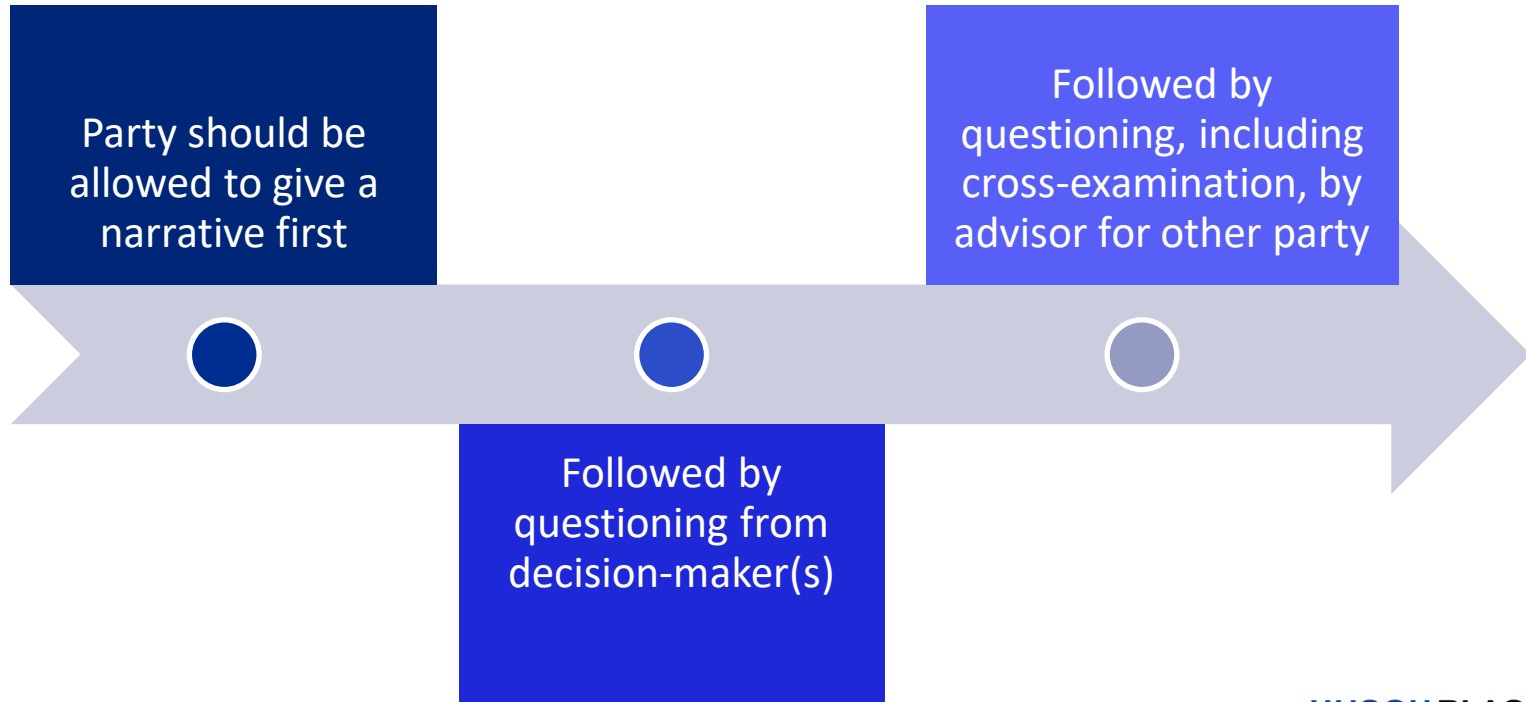 Party should be
allowed to give a
narrative first
Followed by
questioning from
decision-maker(s)
Followed by
questioning, including
cross-examination, by
advisor for other party